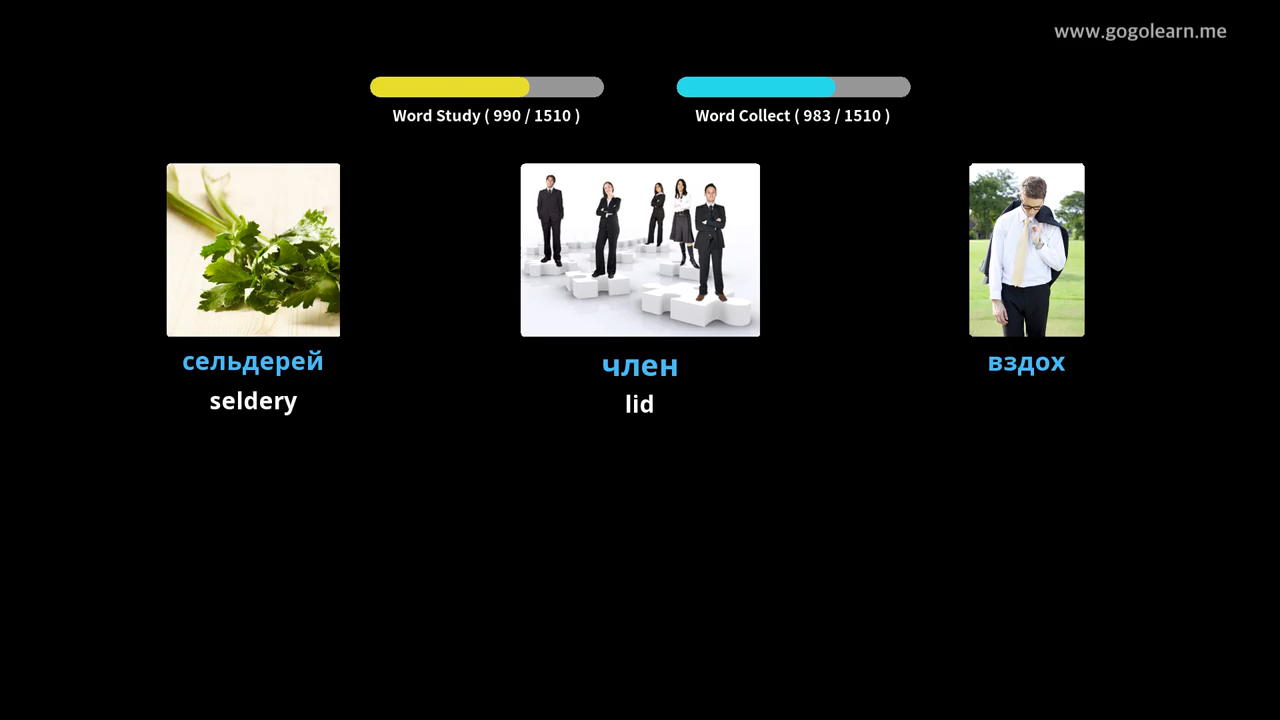 www.gogolearn.me
Word Study ( 990 / 1510 )
Word Collect ( 983 / 1510 )
сельдерей
seldery
член
lid
вздох